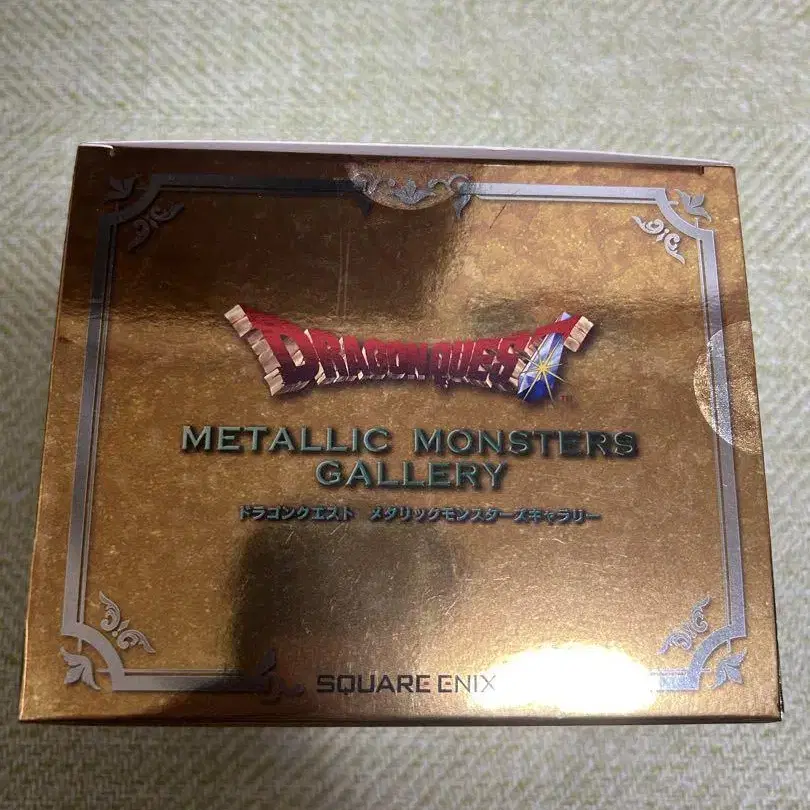 DRAGON QUEST
TM
METALLIC MONSTERS
GALLERY
ドラゴンクエスト メタリックモンスターズギャラリー
SQUARE ENIX